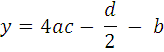 y = 4ac − d/2 − b